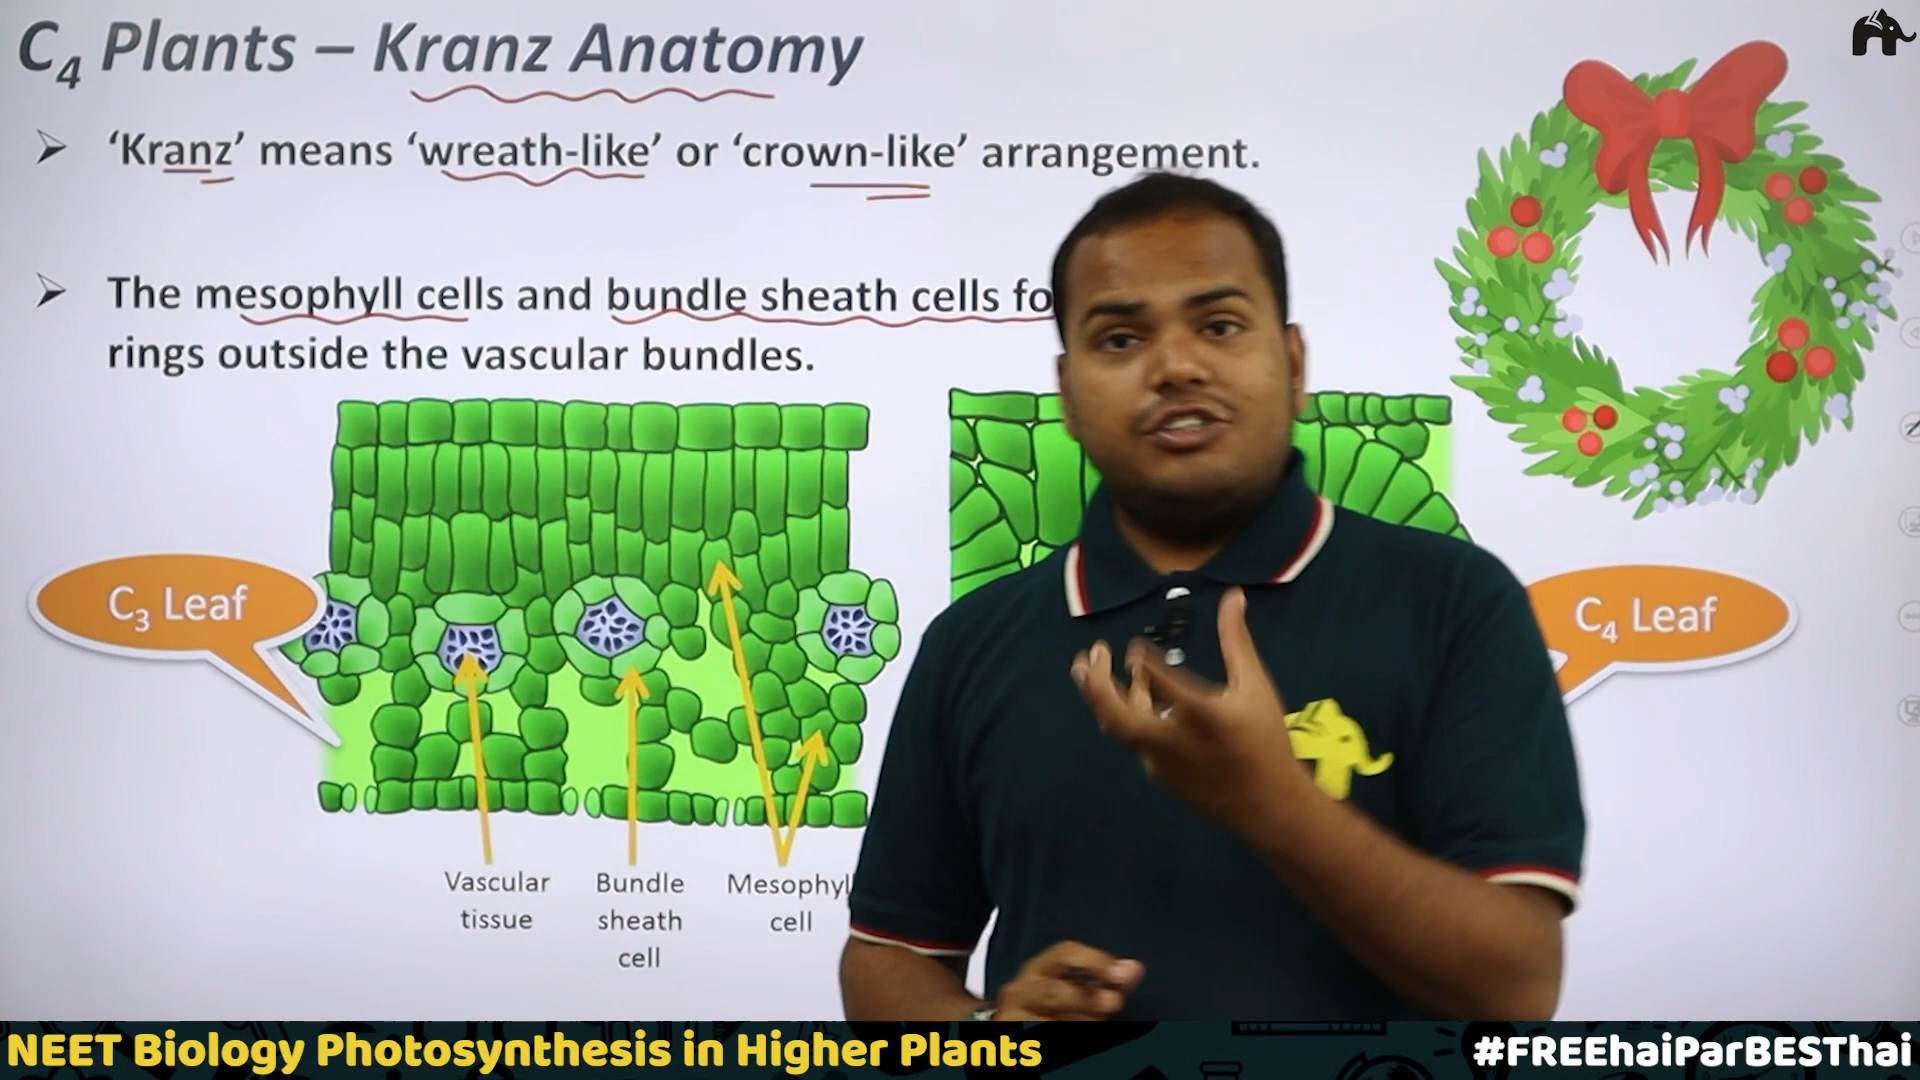 C₄ Plants – Kranz Anatomy
‘Kranz’ means ‘wreath-like’ or ‘crown-like’ arrangement.
The mesophyll cells and bundle sheath cells
rings outside the vascular bundles.
C₃ Leaf
C₄ Leaf
Vascular
tissue
Bundle
sheath
cell
Mesophyl
cell
NEET Biology Photosynthesis in Higher Plants
#FREEhaiParBESThai